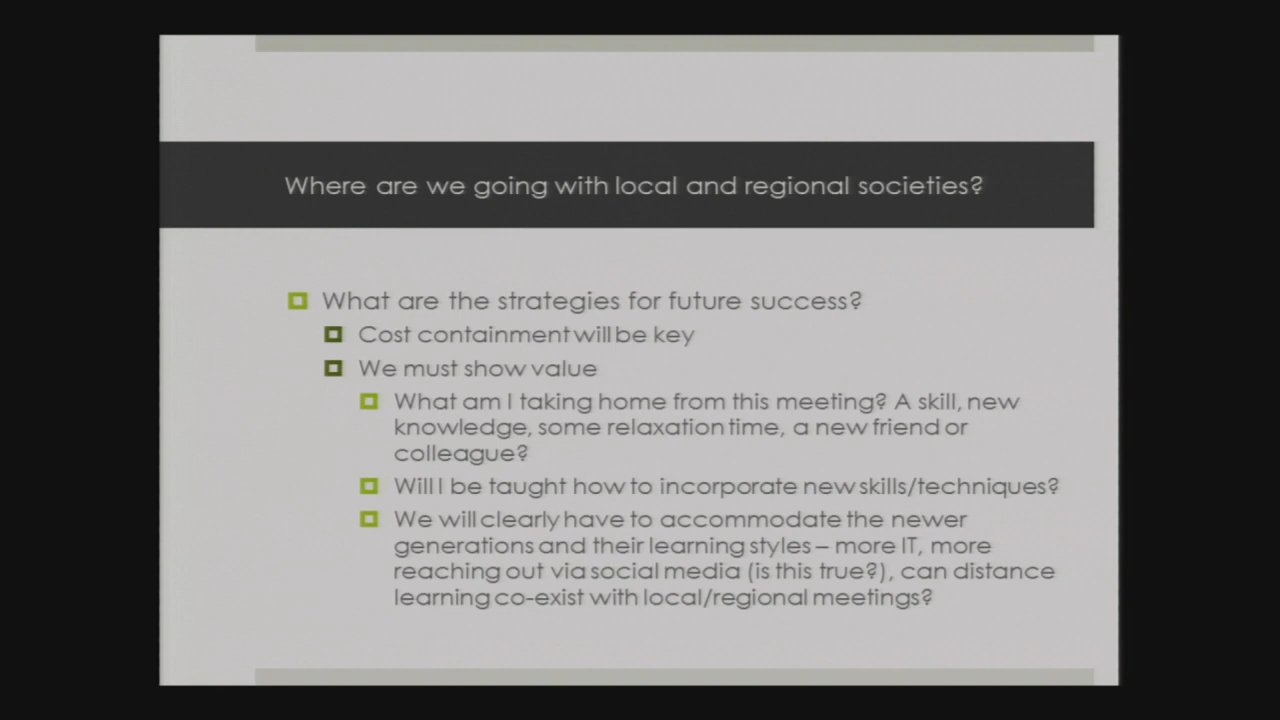 Where are we going with local and regional societies?
What are the strategies for future success?
Cost containment will be key
We must show value
What am I taking home from this meeting? A skill, new
knowledge, some relaxation time, a new friend or
colleague?
Will I be taught how to incorporate new skills/techniques?
We will clearly have to accommodate the newer
generations and their learning styles – more IT, more
reaching out via social media (is this true?), can distance
learning co-exist with local/regional meetings?